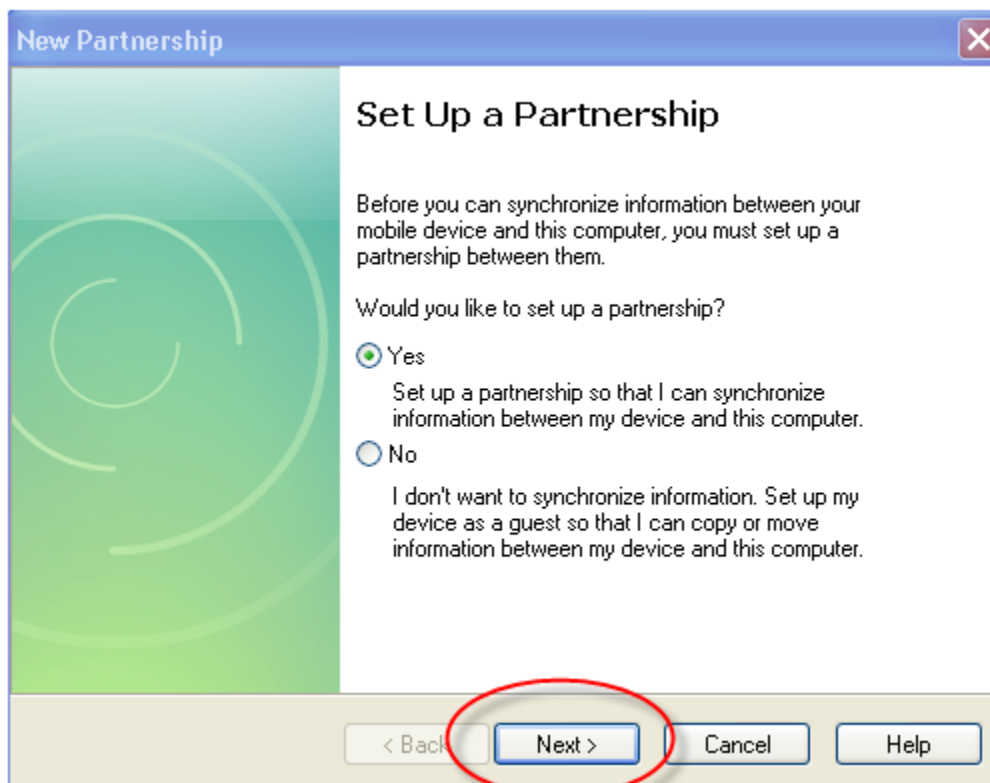 New Partnership
Set Up a Partnership
Before you can synchronize information between your
mobile device and this computer, you must set up a
partnership between them.
Would you like to set up a partnership?
Yes
Set up a partnership so that I can synchronize
information between my device and this computer.
No
I don't want to synchronize information. Set up my
device as a guest so that I can copy or move
information between my device and this computer.
< Back Next > Cancel Help